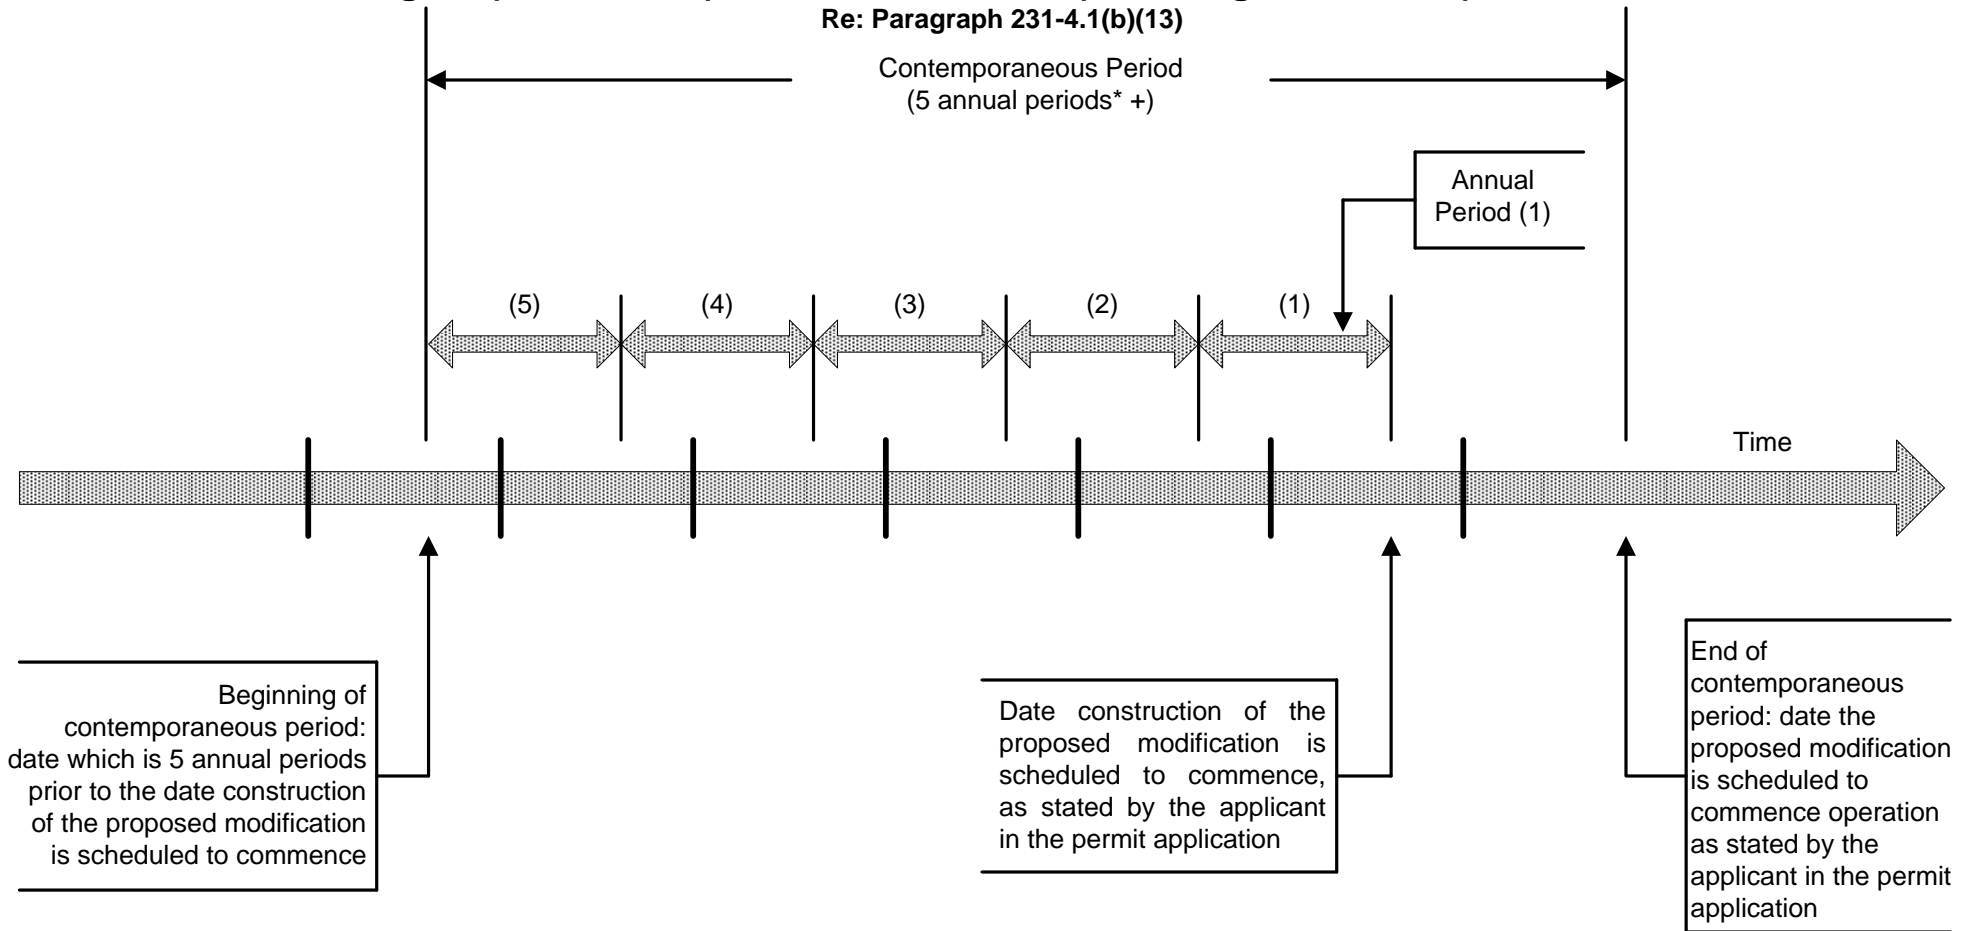 Re: Paragraph 231-4.1(b)(13)
Contemporaneous Period
(5 annual periods* +)
Annual
Period (1)
(5)
(4)
(3)
(2)
(1)
Time
Beginning of
contemporaneous period:
date which is 5 annual periods
prior to the date construction
of the proposed modification
is scheduled to commence
Date construction of the
proposed modification is
scheduled to commence,
as stated by the applicant
in the permit application
End of
contemporaneous
period: date the
proposed modification
is scheduled to
commence operation
as stated by the
applicant in the permit
application